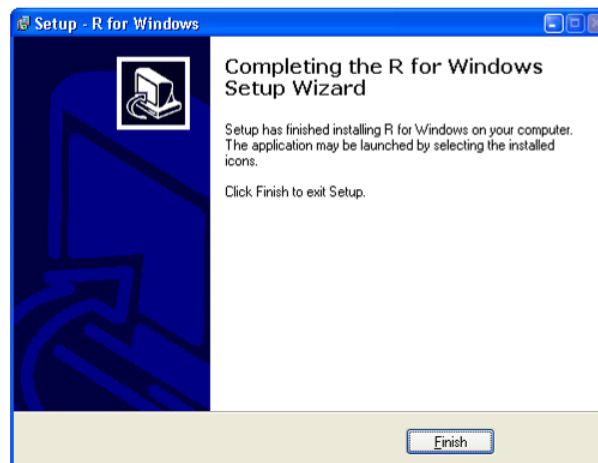 Setup - R for Windows
Completing the R for Windows
Setup Wizard
Setup has finished installing R for Windows on your computer.
The application may be launched by selecting the installed
icons.
Click Finish to exit Setup.
Finish